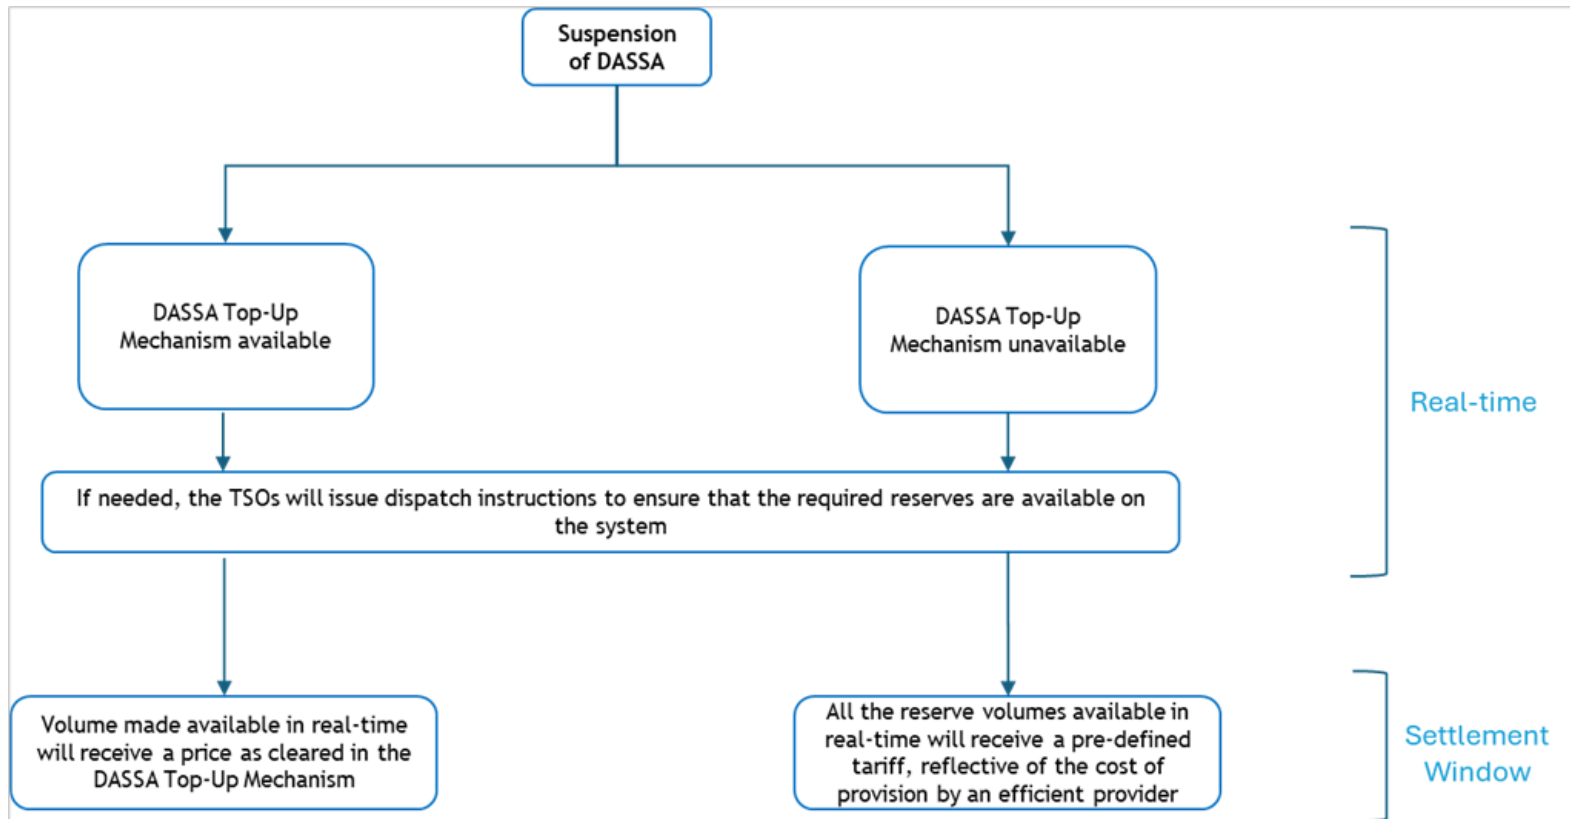 Suspension
of DASSA
DASSA Top-Up
Mechanism available
DASSA Top-Up
Mechanism unavailable
Real-time
If needed, the TSOs will issue dispatch instructions to ensure that the required reserves are available on
the system
Volume made available in real-time
will receive a price as cleared in the
DASSA Top-Up Mechanism
All the reserve volumes available in
real-time will receive a pre-defined
tariff, reflective of the cost of
provision by an efficient provider
Settlement
Window